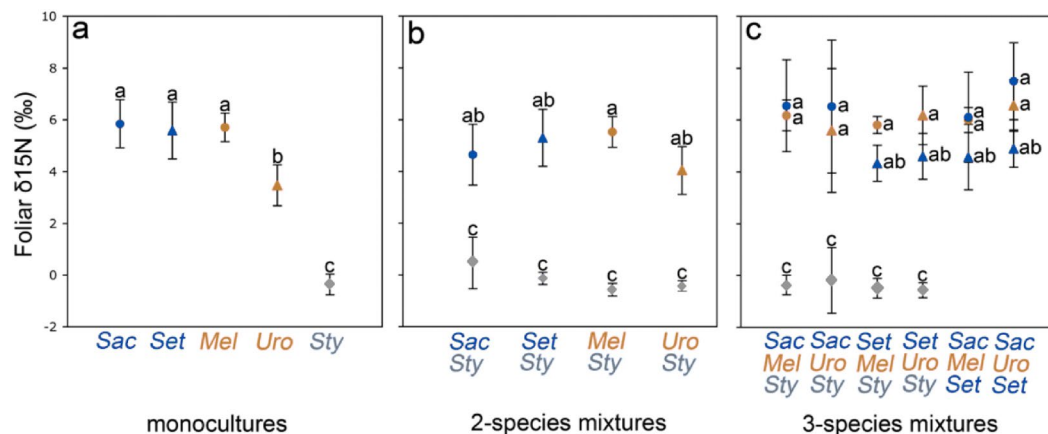 a
b
c
Foliar δ15N (‰)
10
8
6
4
2
0
-2
a
a
a
b
c
ab
ab
a
ab
c
c
c
c
a
a
a
a
a
ab
a
ab
a
a
ab
a
a
ab
c
c
c
c
Sac Set Mel Uro Sty
Sac Set Mel Uro
Sty Sty Sty Sty
Sac Sac Set Set Sac Sac
Mel Uro Mel Uro Mel Uro
Sty Sty Sty Sty Set Set
monocultures
2-species mixtures
3-species mixtures